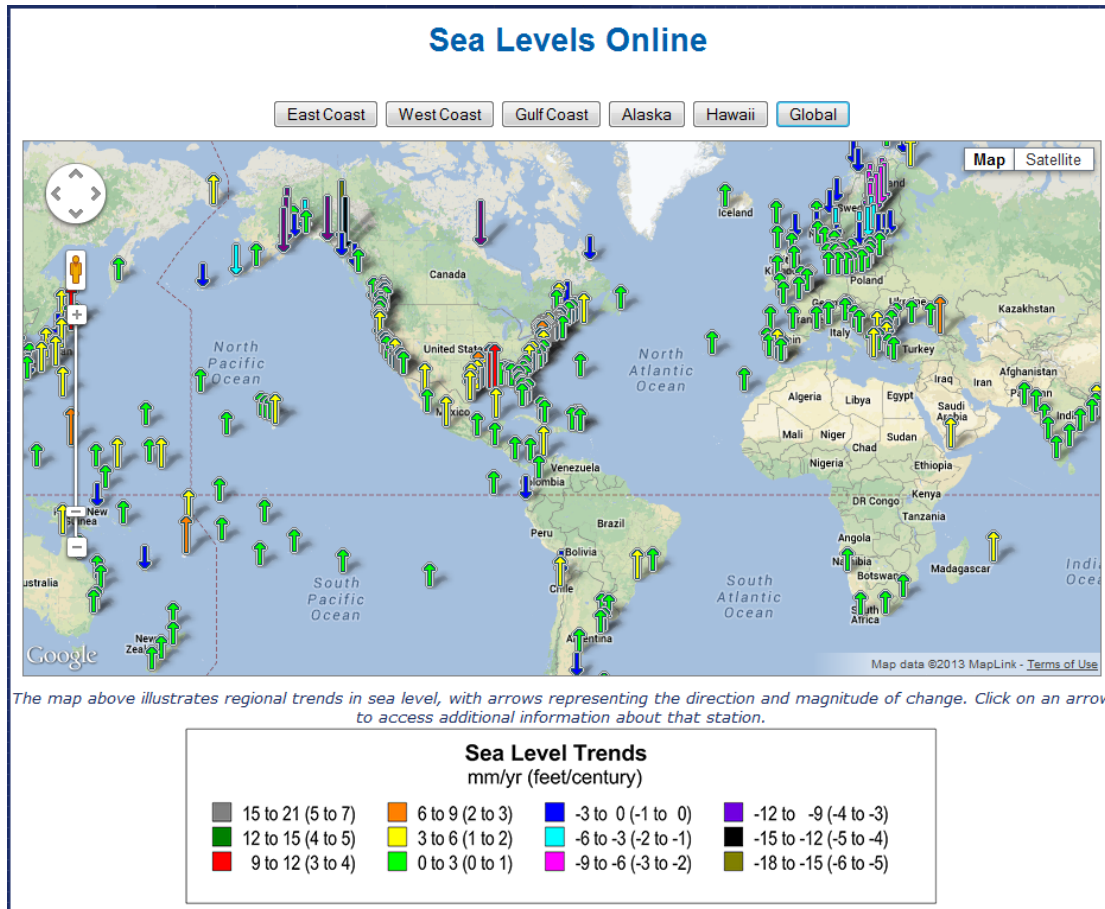 Sea Levels Online
East Coast
West Coast
Gulf Coast
Alaska
Hawaii
Global
Map
Satellite
Iceland
Canada
Poland
Kazakhstan
North
Pacific
Ocean
United
North
Atlantic
Ocean
Italy
Turkey
Afghanistan
Iraq
Iran
Algeria
Libya
Egypt
Saudi
Arabia
Mexico
Mali
Niger
Sudan
Chad
Nigeria
Ethiopia
Venezuela
Colombia
DR Congo
Kenya
Tanzania
Peru
Brazil
Angola
Bolivia
Namibia
Botswana
Madagascar
Chile
South
Pacific
Ocean
South
Atlantic
Ocean
South
Africa
Argentina
New
Google
Map data ©2013 MapLink - Terms of Use
The map above illustrates regional trends in sea level, with arrows representing the direction and magnitude of change. Click on an arrow
to access additional information about that station.
Sea Level Trends
mm/yr (feet/century)
15 to 21 (5 to 7)
12 to 15 (4 to 5)
9 to 12 (3 to 4)
6 to 9 (2 to 3)
3 to 6 (1 to 2)
0 to 3 (0 to 1)
-3 to 0 (-1 to 0)
-6 to -3 (-2 to -1)
-9 to -6 (-3 to -2)
-12 to -9 (-4 to -3)
-15 to -12 (-5 to -4)
-18 to -15 (-6 to -5)